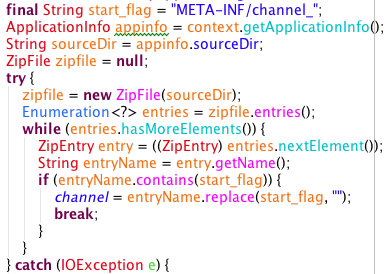 final String start_flag = "META-INF/channel_";
ApplicationInfo appinfo = context.getApplicationInfo();
String sourceDir = appinfo.sourceDir;
ZipFile zipfile = null;
try {
zipfile = new ZipFile(sourceDir);
Enumeration<?> entries = zipfile.entries();
while (entries.hasMoreElements()) {
ZipEntry entry = ((ZipEntry) entries.nextElement());
String entryName = entry.getName();
if (entryName.contains(start_flag)) {
channel = entryName.replace(start_flag, "");
break;
}
}
} catch (IOException e) {